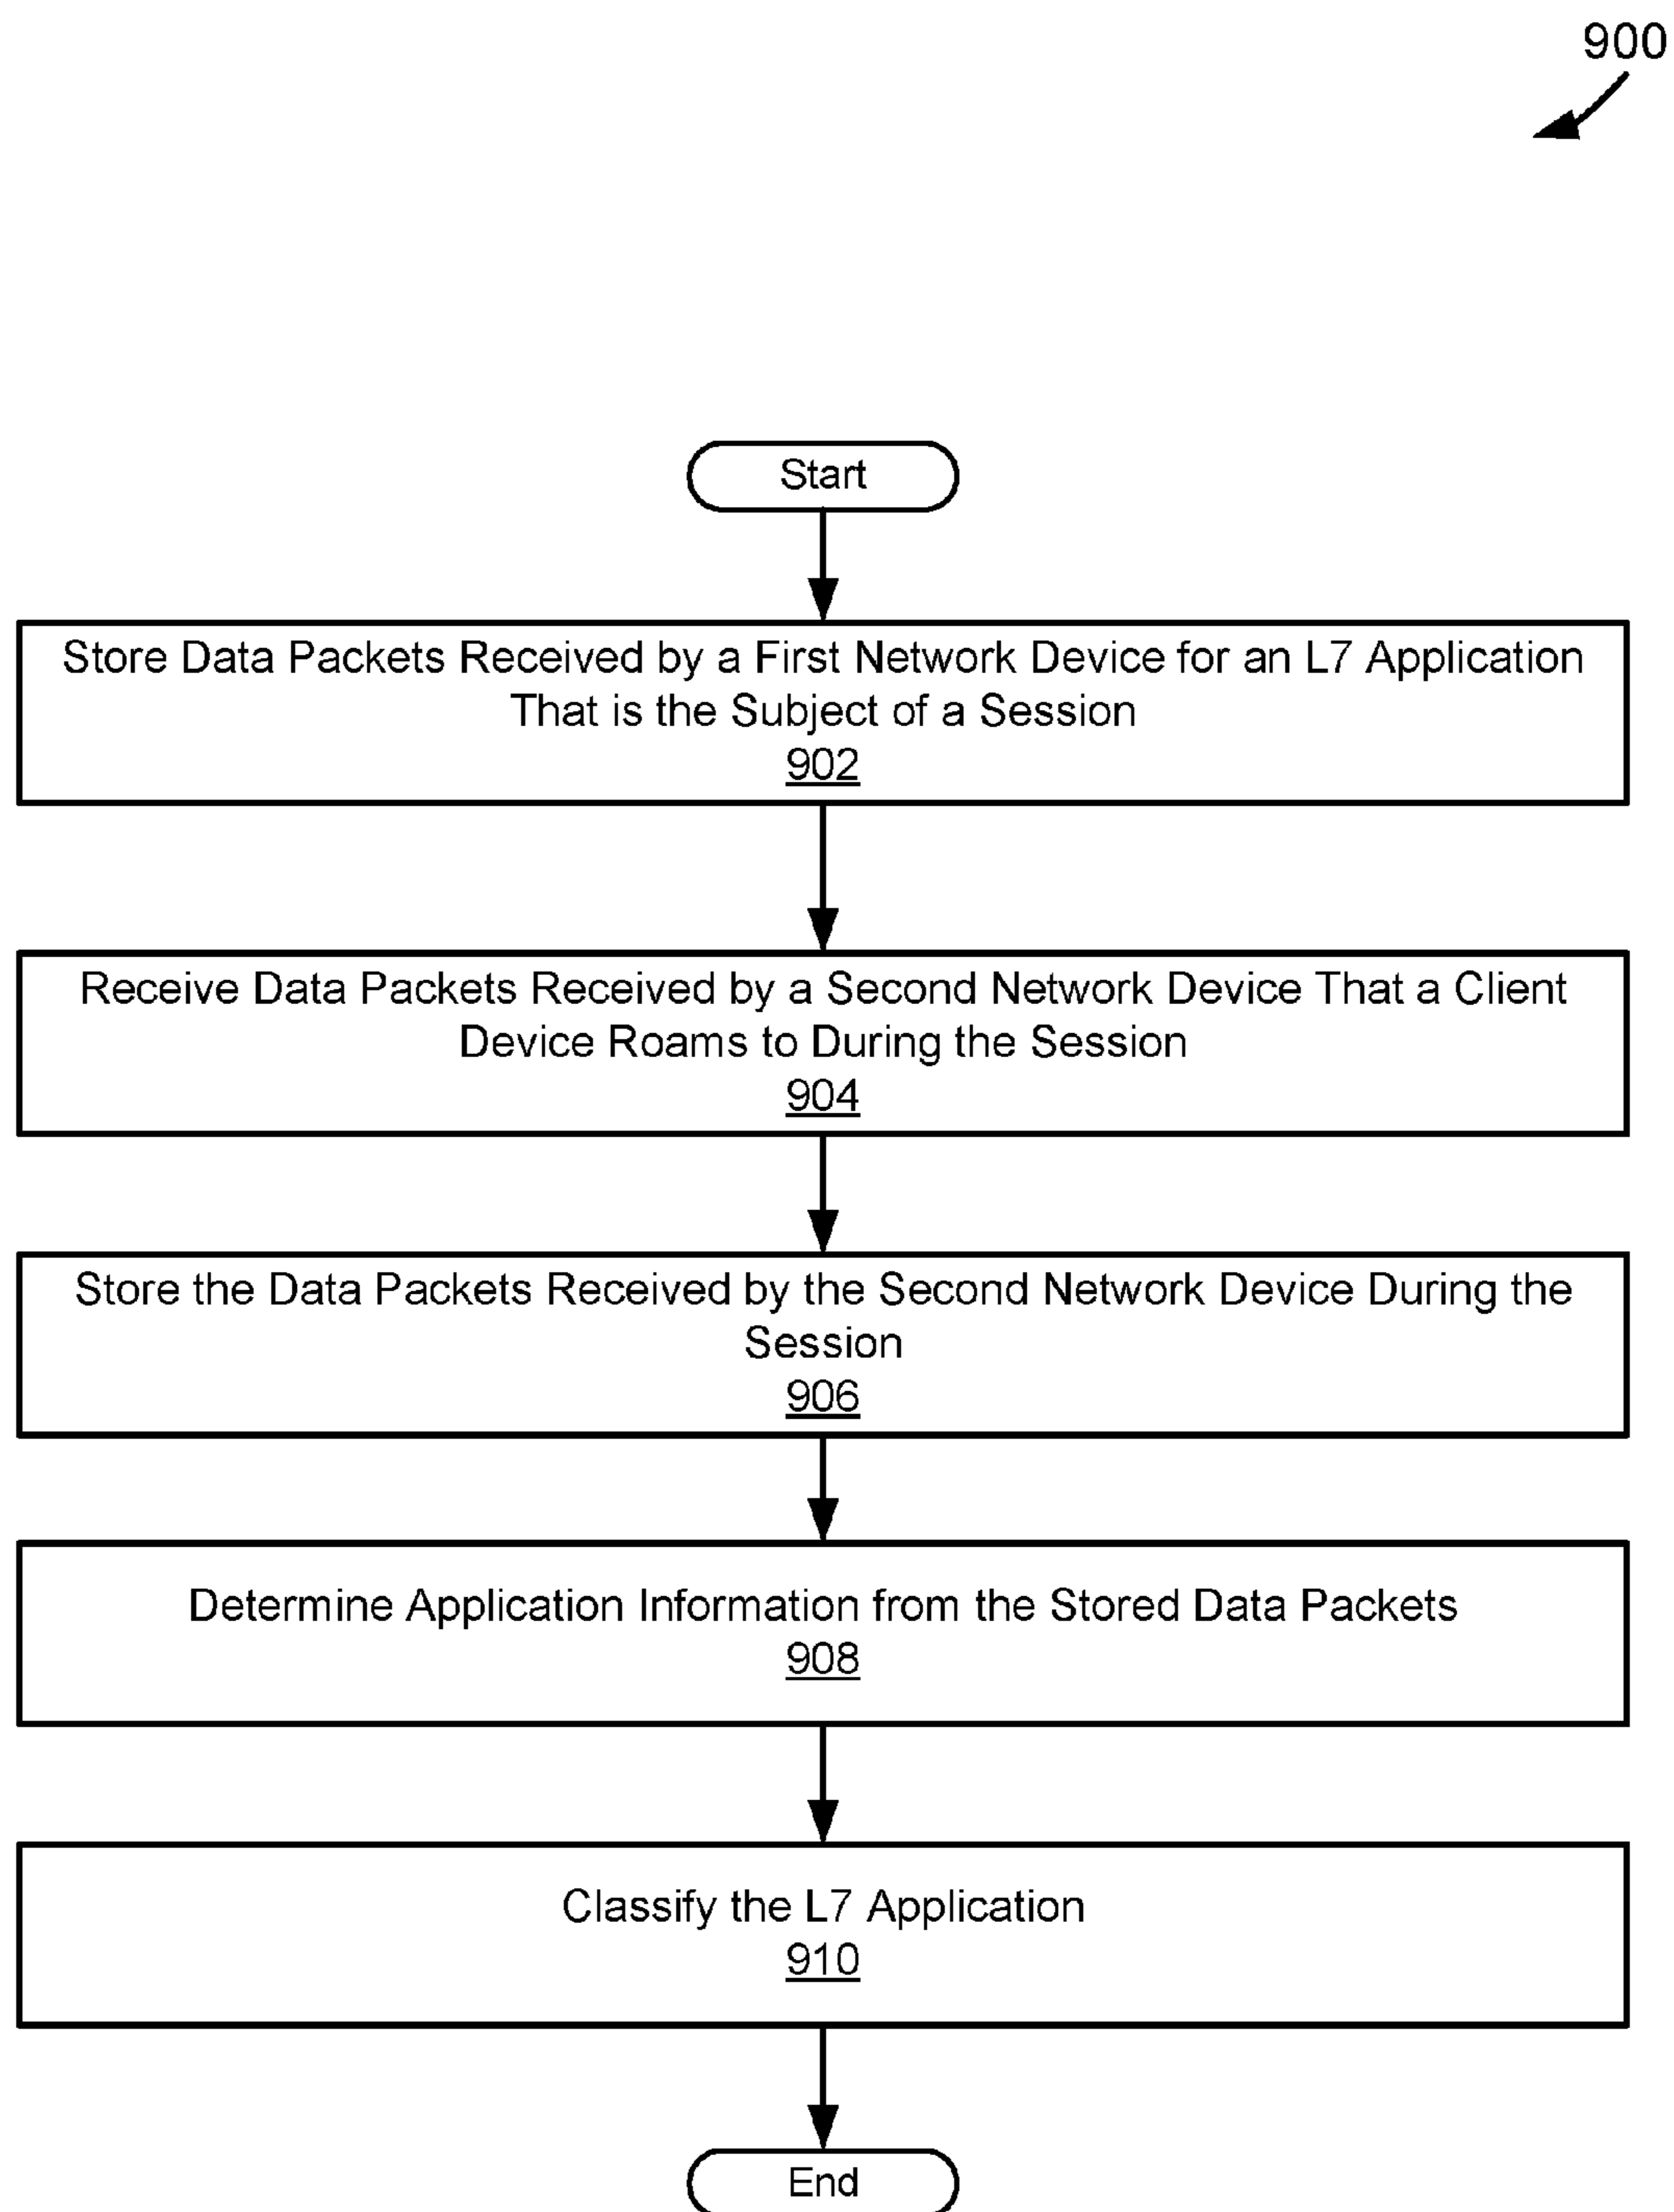 900
Start
Store Data Packets Received by a First Network Device for an L7 Application
That is the Subject of a Session
902
Receive Data Packets Received by a Second Network Device That a Client
Device Roams to During the Session
904
Store the Data Packets Received by the Second Network Device During the
Session
906
Determine Application Information from the Stored Data Packets
908
Classify the L7 Application
910
End